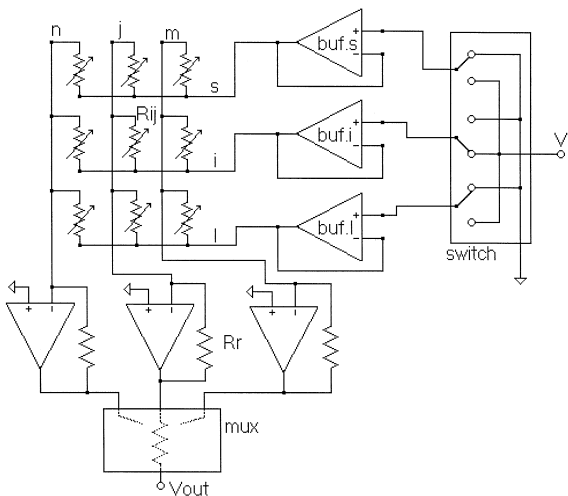 n j m
buf.s
s
Rij
buf.i
i
V
buf.l
l
switch
Rr
mux
Vout